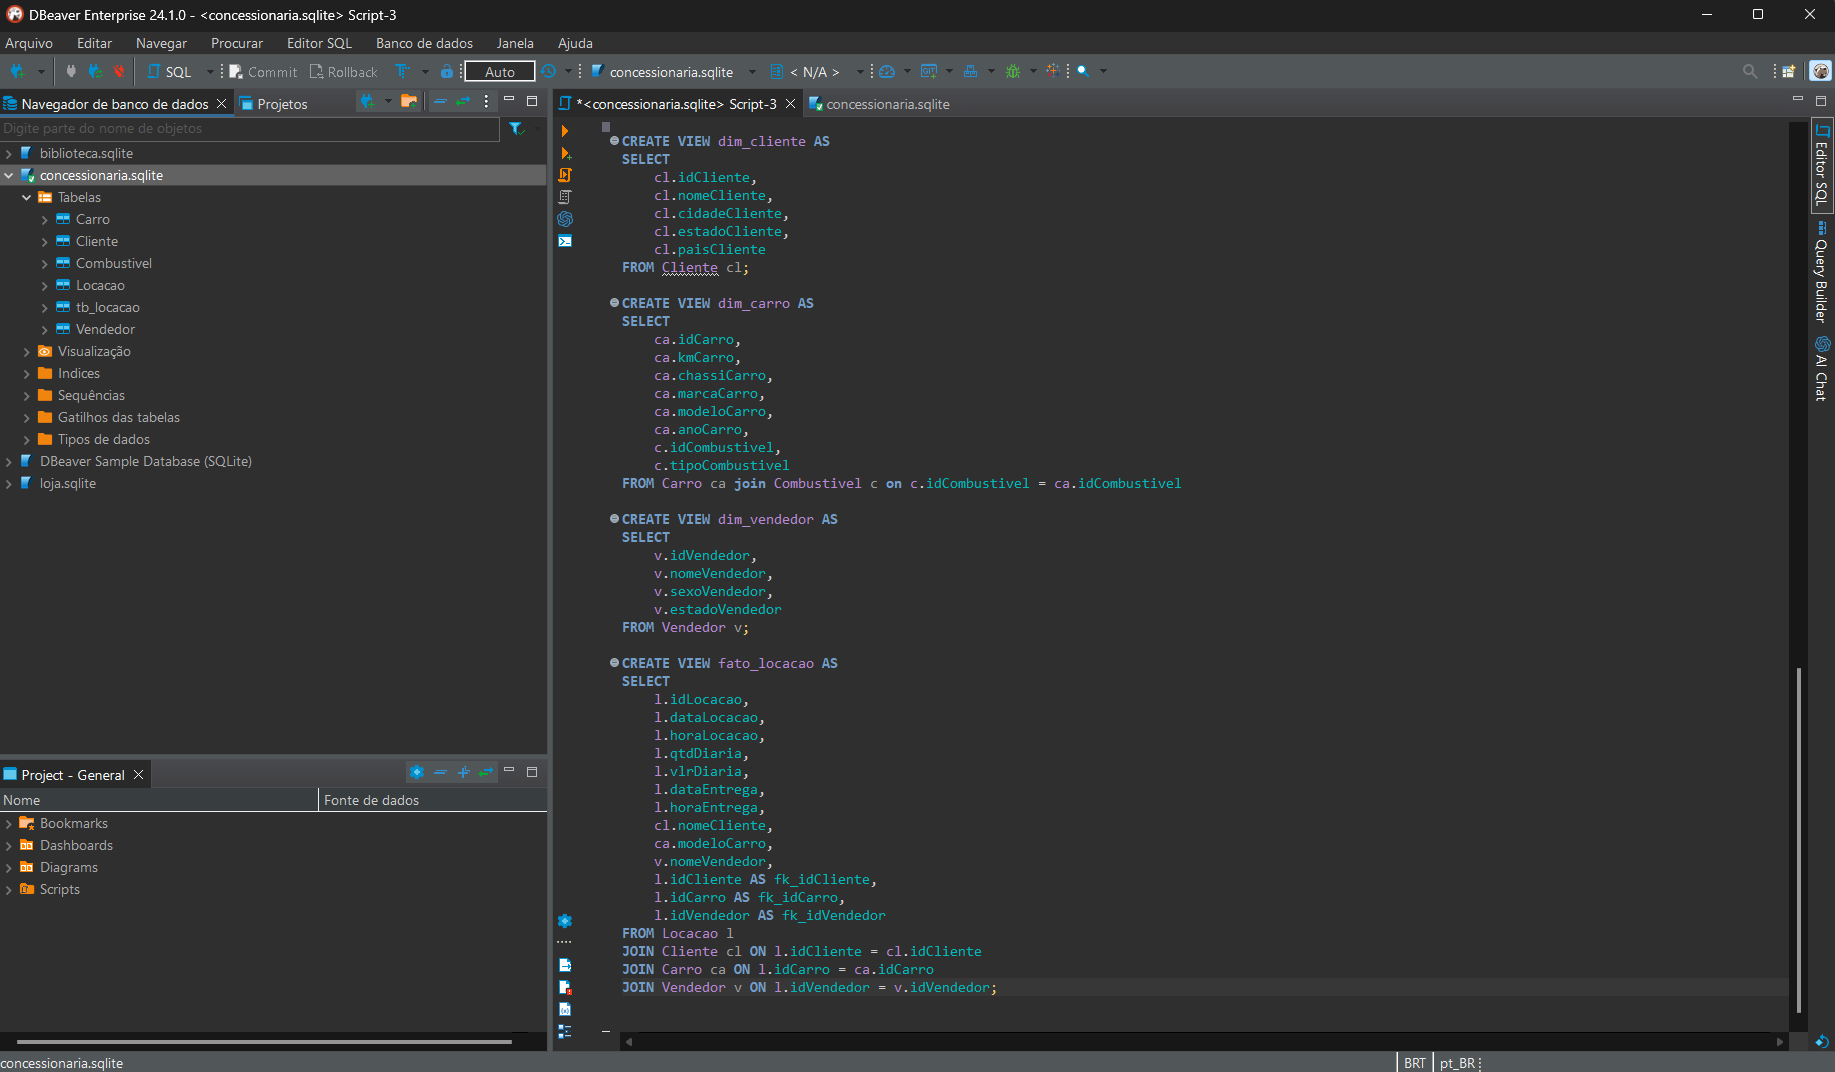 DBeaver Enterprise 24.1.0 - <concessionaria.sqlite> Script-3
Arquivo Editar Navegar Procurar Editor SQL Banco de dados Janela Ajuda
SQL Commit Rollback Auto concessionaria.sqlite < N/A >
Navegador de banco de dados Projetos
Digite parte do nome de objetos
biblioteca.sqlite
concessionaria.sqlite
Tabelas
Carro
Cliente
Combustivel
Locacao
tb_locacao
Vendedor
Visualização
Indices
Sequências
Gatilhos das tabelas
Tipos de dados
DBeaver Sample Database (SQLite)
loja.sqlite
Project - General
Nome Fonte de dados
Bookmarks
Dashboards
Diagrams
Scripts
*<concessionaria.sqlite> Script-3 concessionaria.sqlite
CREATE VIEW dim_cliente AS
SELECT
cl.idCliente,
cl.nomeCliente,
cl.cidadeCliente,
cl.estadoCliente,
cl.paisCliente
FROM Cliente cl;
CREATE VIEW dim_carro AS
SELECT
ca.idCarro,
ca.kmCarro,
ca.chassiCarro,
ca.marcaCarro,
ca.modeloCarro,
ca.anoCarro,
c.idCombustivel,
c.tipoCombustivel
FROM Carro ca join Combustivel c on c.idCombustivel = ca.idCombustivel
CREATE VIEW dim_vendedor AS
SELECT
v.idVendedor,
v.nomeVendedor,
v.sexoVendedor,
v.estadoVendedor
FROM Vendedor v;
CREATE VIEW fato_locacao AS
SELECT
l.idLocacao,
l.dataLocacao,
l.horaLocacao,
l.qtdDiaria,
l.vlrDiaria,
l.dataEntrega,
l.horaEntrega,
cl.nomeCliente,
ca.modeloCarro,
v.nomeVendedor,
l.idCliente AS fk_idCliente,
l.idCarro AS fk_idCarro,
l.idVendedor AS fk_idVendedor
FROM Locacao l
JOIN Cliente cl ON l.idCliente = cl.idCliente
JOIN Carro ca ON l.idCarro = ca.idCarro
JOIN Vendedor v ON l.idVendedor = v.idVendedor;
Editor SQL
Query Builder
AI Chat
concessionaria.sqlite
BRT pt_BR